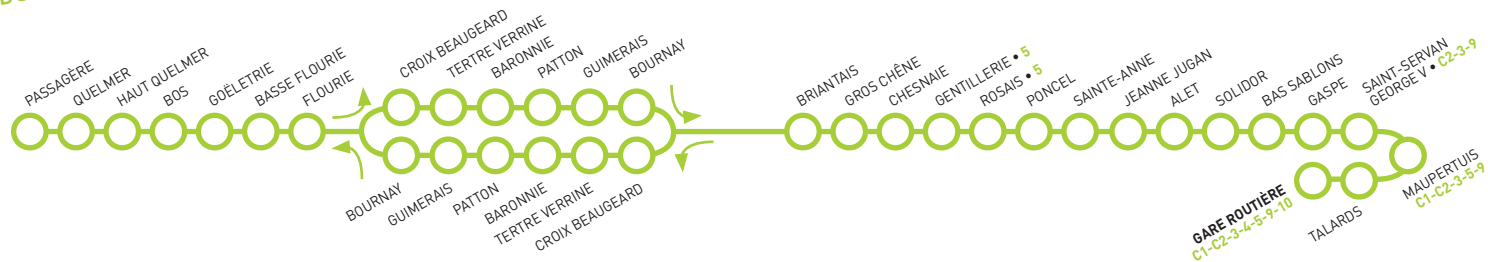 PASSAGÈRE
QUELMER
HAUT QUELMER
BOS
GOËLETRIE
BASSE FLOURIE
FLOURIE
CROIX BEAUGEARD
TERTRE VERRINE
BARONNIE
PATTON
GUIMERAIS
BOURNAY
BOURNAY
GUIMERAIS
PATTON
BARONNIE
TERTRE VERRINE
CROIX BEAUGEARD
BRIANTAIS
GROS CHÊNE
CHESNAIE
GENTILLERIE • 5
ROSAIS • 5
PONCEL
SAINTE-ANNE
JEANNE JUGAN
ALET
SOLIDOR
BAS SABLONS
GASPE
SAINT-SERVAN
GEORGE V • C2-3-9
MAUPERTUIS
C1-C2-3-5-9
TALARDS
GARE ROUTIÈRE
C1-C2-3-4-5-9-10